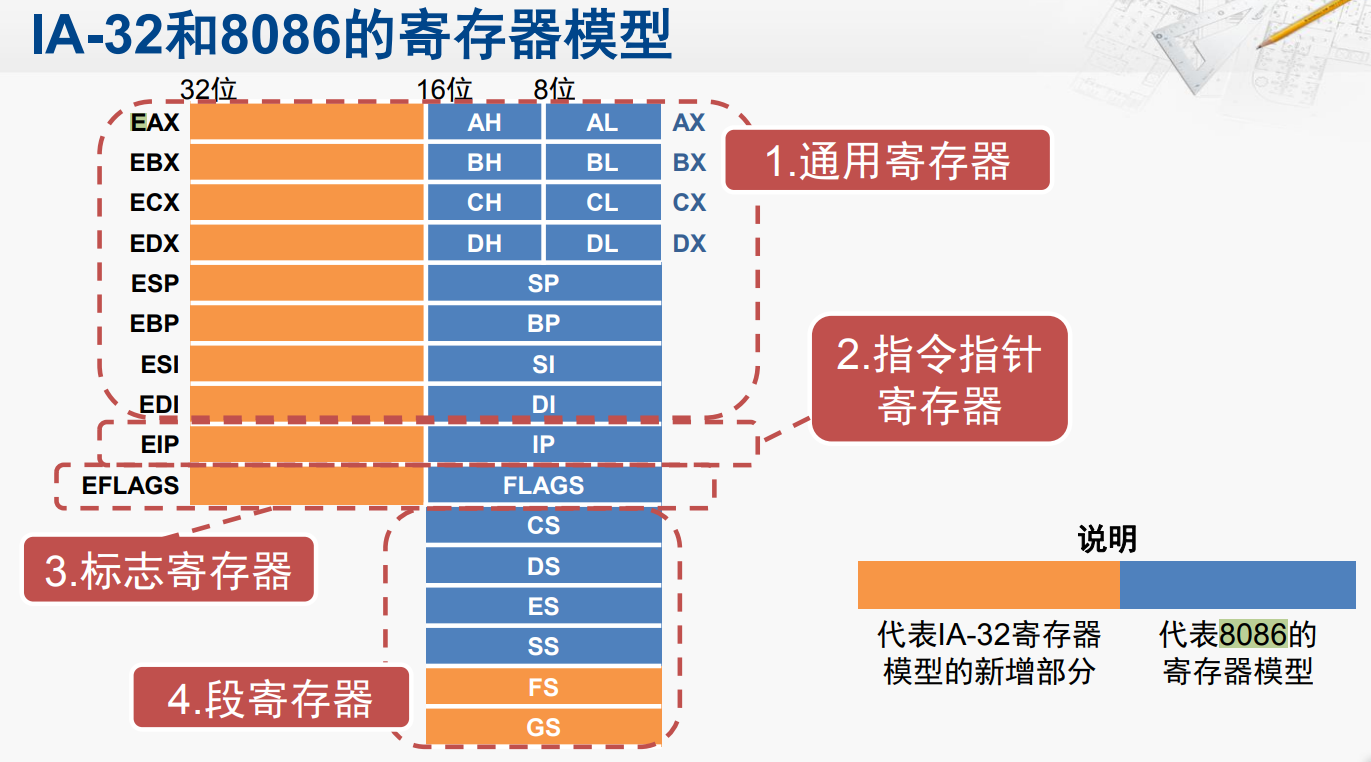 IA-32和8086的寄存器模型
32位 16位 8位
EAX AH AL AX
1.通用寄存器
EBX BH BL BX
ECX CH CL CX
EDX DH DL DX
ESP SP
EBP BP
ESI SI
EDI DI
2.指令指针
寄存器
EIP IP
EFLAGS FLAGS
3.标志寄存器
CS
DS
ES
SS
FS
GS
4.段寄存器
说明
代表IA-32寄存器
模型的新增部分
代表8086的
寄存器模型